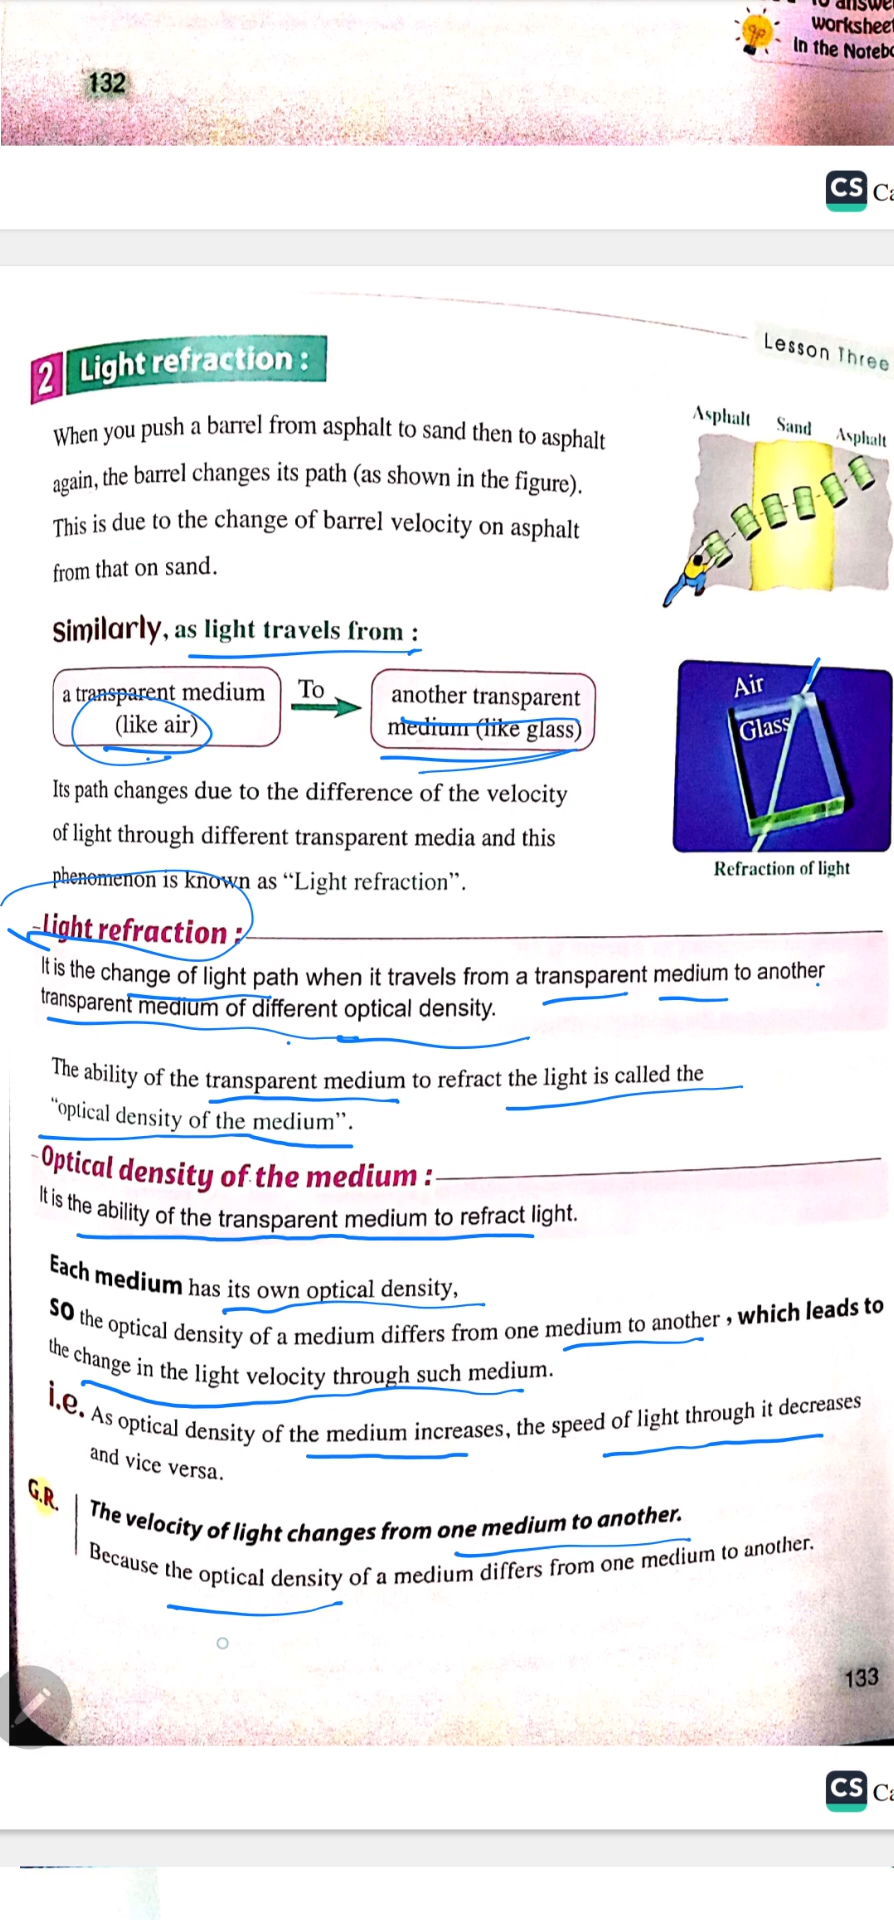 To answer
worksheet
In the Notebo
132
CS Ca
Lesson Three
2 Light refraction :
When you push a barrel from asphalt to sand then to asphalt
again, the barrel changes its path (as shown in the figure).
This is due to the change of barrel velocity on asphalt
from that on sand.
Asphalt Sand Asphalt
Similarly, as light travels from :
a transparent medium
(like air)
To
another transparent
medium (like glass)
Air
Glass
Refraction of light
Its path changes due to the difference of the velocity
of light through different transparent media and this
phenomenon is known as “Light refraction”.
-Light refraction :
It is the change of light path when it travels from a transparent medium to another
transparent medium of different optical density.
The ability of the transparent medium to refract the light is called the
“optical density of the medium”.
-Optical density of the medium :
It is the ability of the transparent medium to refract light.
Each medium has its own optical density,
SO the optical density of a medium differs from one medium to another , which leads to
the change in the light velocity through such medium.
i.e. As optical density of the medium increases, the speed of light through it decreases
and vice versa.
G.R. The velocity of light changes from one medium to another.
Because the optical density of a medium differs from one medium to another.
133
CS Ca